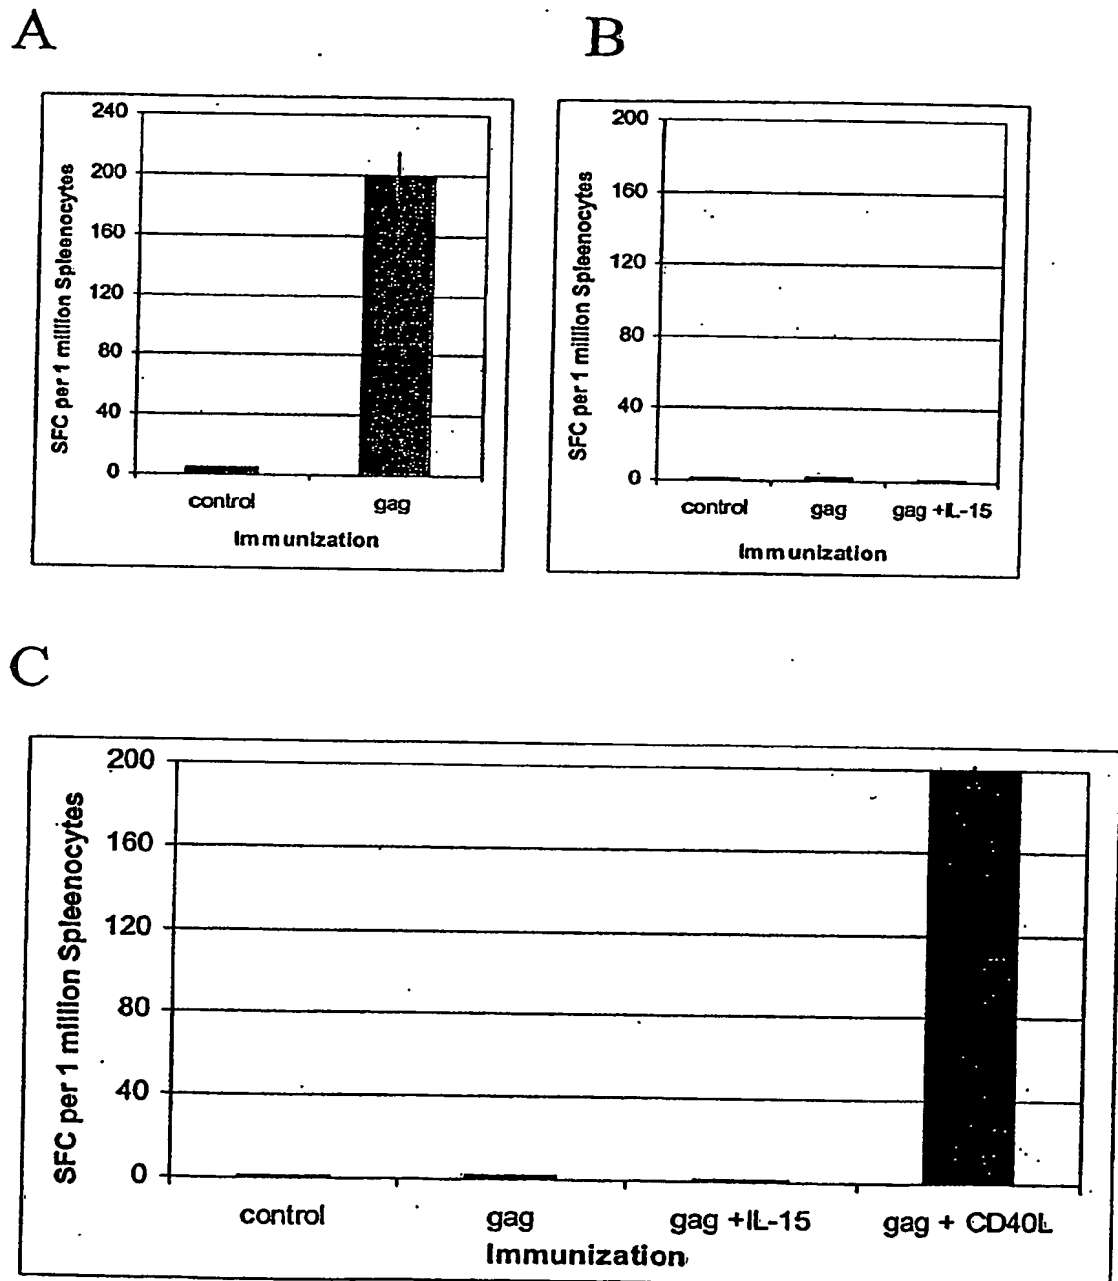 A
SFC per 1 million Spleenocytes
240
200
160
120
80
40
0
control gag
Immunization
B
SFC per 1 million Spleenocytes
200
160
120
80
40
0
control gag gag +IL-15
Immunization
C
SFC per 1 million Spleenocytes
200
160
120
80
40
0
control gag gag +IL-15 gag + CD40L
Immunization